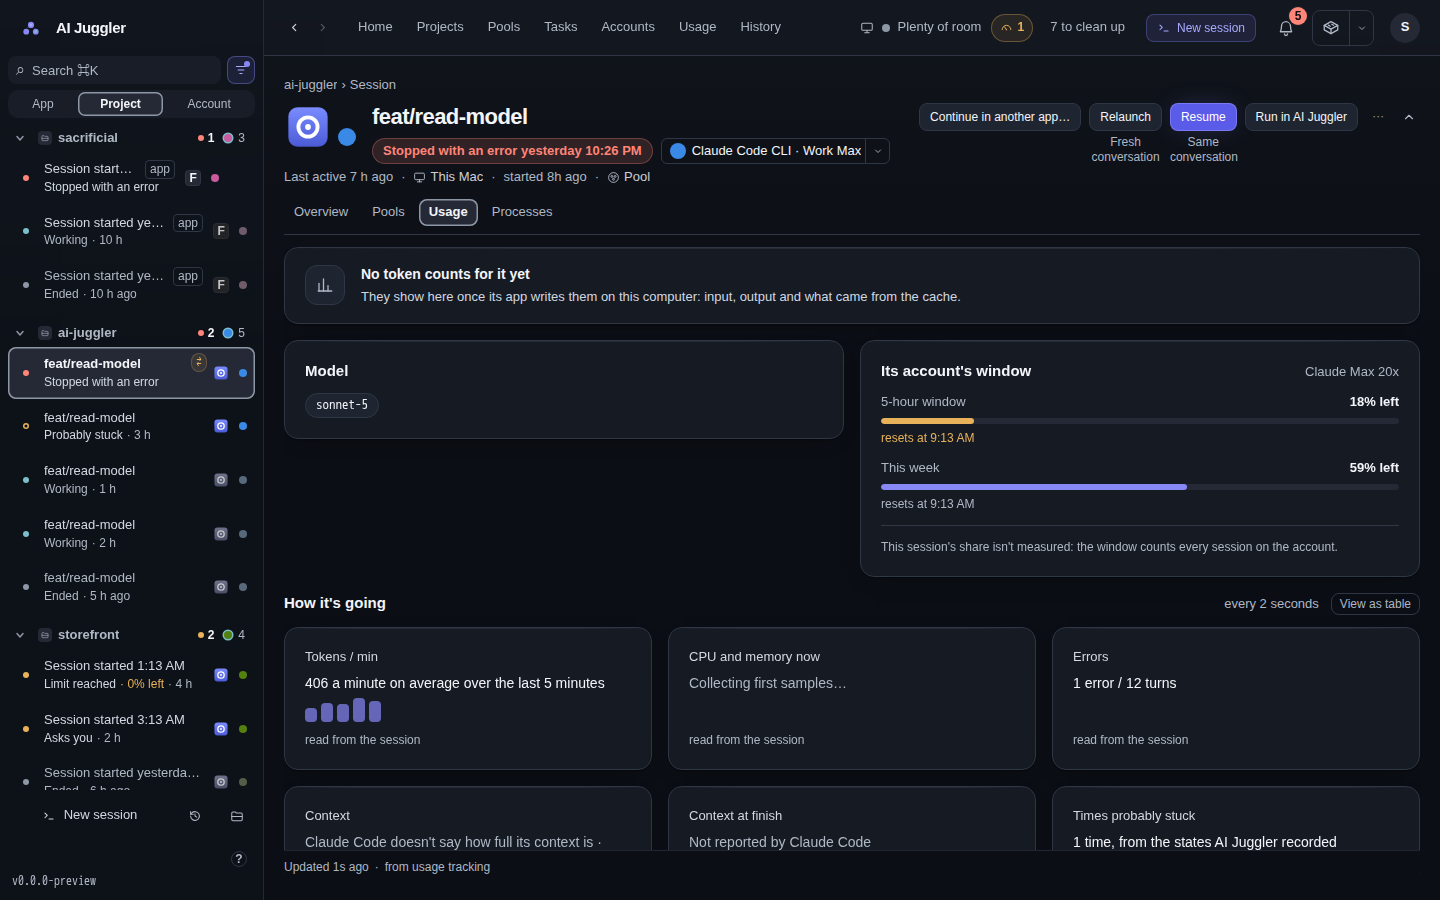 AI Juggler
Home
Projects
Pools
Tasks
Accounts
Usage
History
Plenty of room
1
7 to clean up
New session
5
S
Search ⌘K
App
Project
Account
sacrificial
1
3
Session start…
app
F
Stopped with an error
Session started ye…
app
F
Working · 10 h
Session started ye…
app
F
Ended · 10 h ago
ai-juggler
2
5
feat/read-model
Stopped with an error
feat/read-model
Probably stuck · 3 h
feat/read-model
Working · 1 h
feat/read-model
Working · 2 h
feat/read-model
Ended · 5 h ago
storefront
2
4
Session started 1:13 AM
Limit reached · 0% left · 4 h
Session started 3:13 AM
Asks you · 2 h
Session started yesterda…
Ended · 6 h ago
New session
?
v0.0.0-preview
ai-juggler › Session
feat/read-model
Stopped with an error yesterday 10:26 PM
Claude Code CLI · Work Max
Continue in another app…
Relaunch
Resume
Run in AI Juggler
···
Fresh conversation
Same conversation
Last active 7 h ago · This Mac · started 8h ago · Pool
Overview
Pools
Usage
Processes
No token counts for it yet
They show here once its app writes them on this computer: input, output and what came from the cache.
Model
sonnet-5
Its account's window
Claude Max 20x
5-hour window
18% left
resets at 9:13 AM
This week
59% left
resets at 9:13 AM
This session's share isn't measured: the window counts every session on the account.
How it's going
every 2 seconds
View as table
Tokens / min
406 a minute on average over the last 5 minutes
read from the session
CPU and memory now
Collecting first samples…
read from the session
Errors
1 error / 12 turns
read from the session
Context
Claude Code doesn't say how full its context is ·
Context at finish
Not reported by Claude Code
Times probably stuck
1 time, from the states AI Juggler recorded
Updated 1s ago · from usage tracking